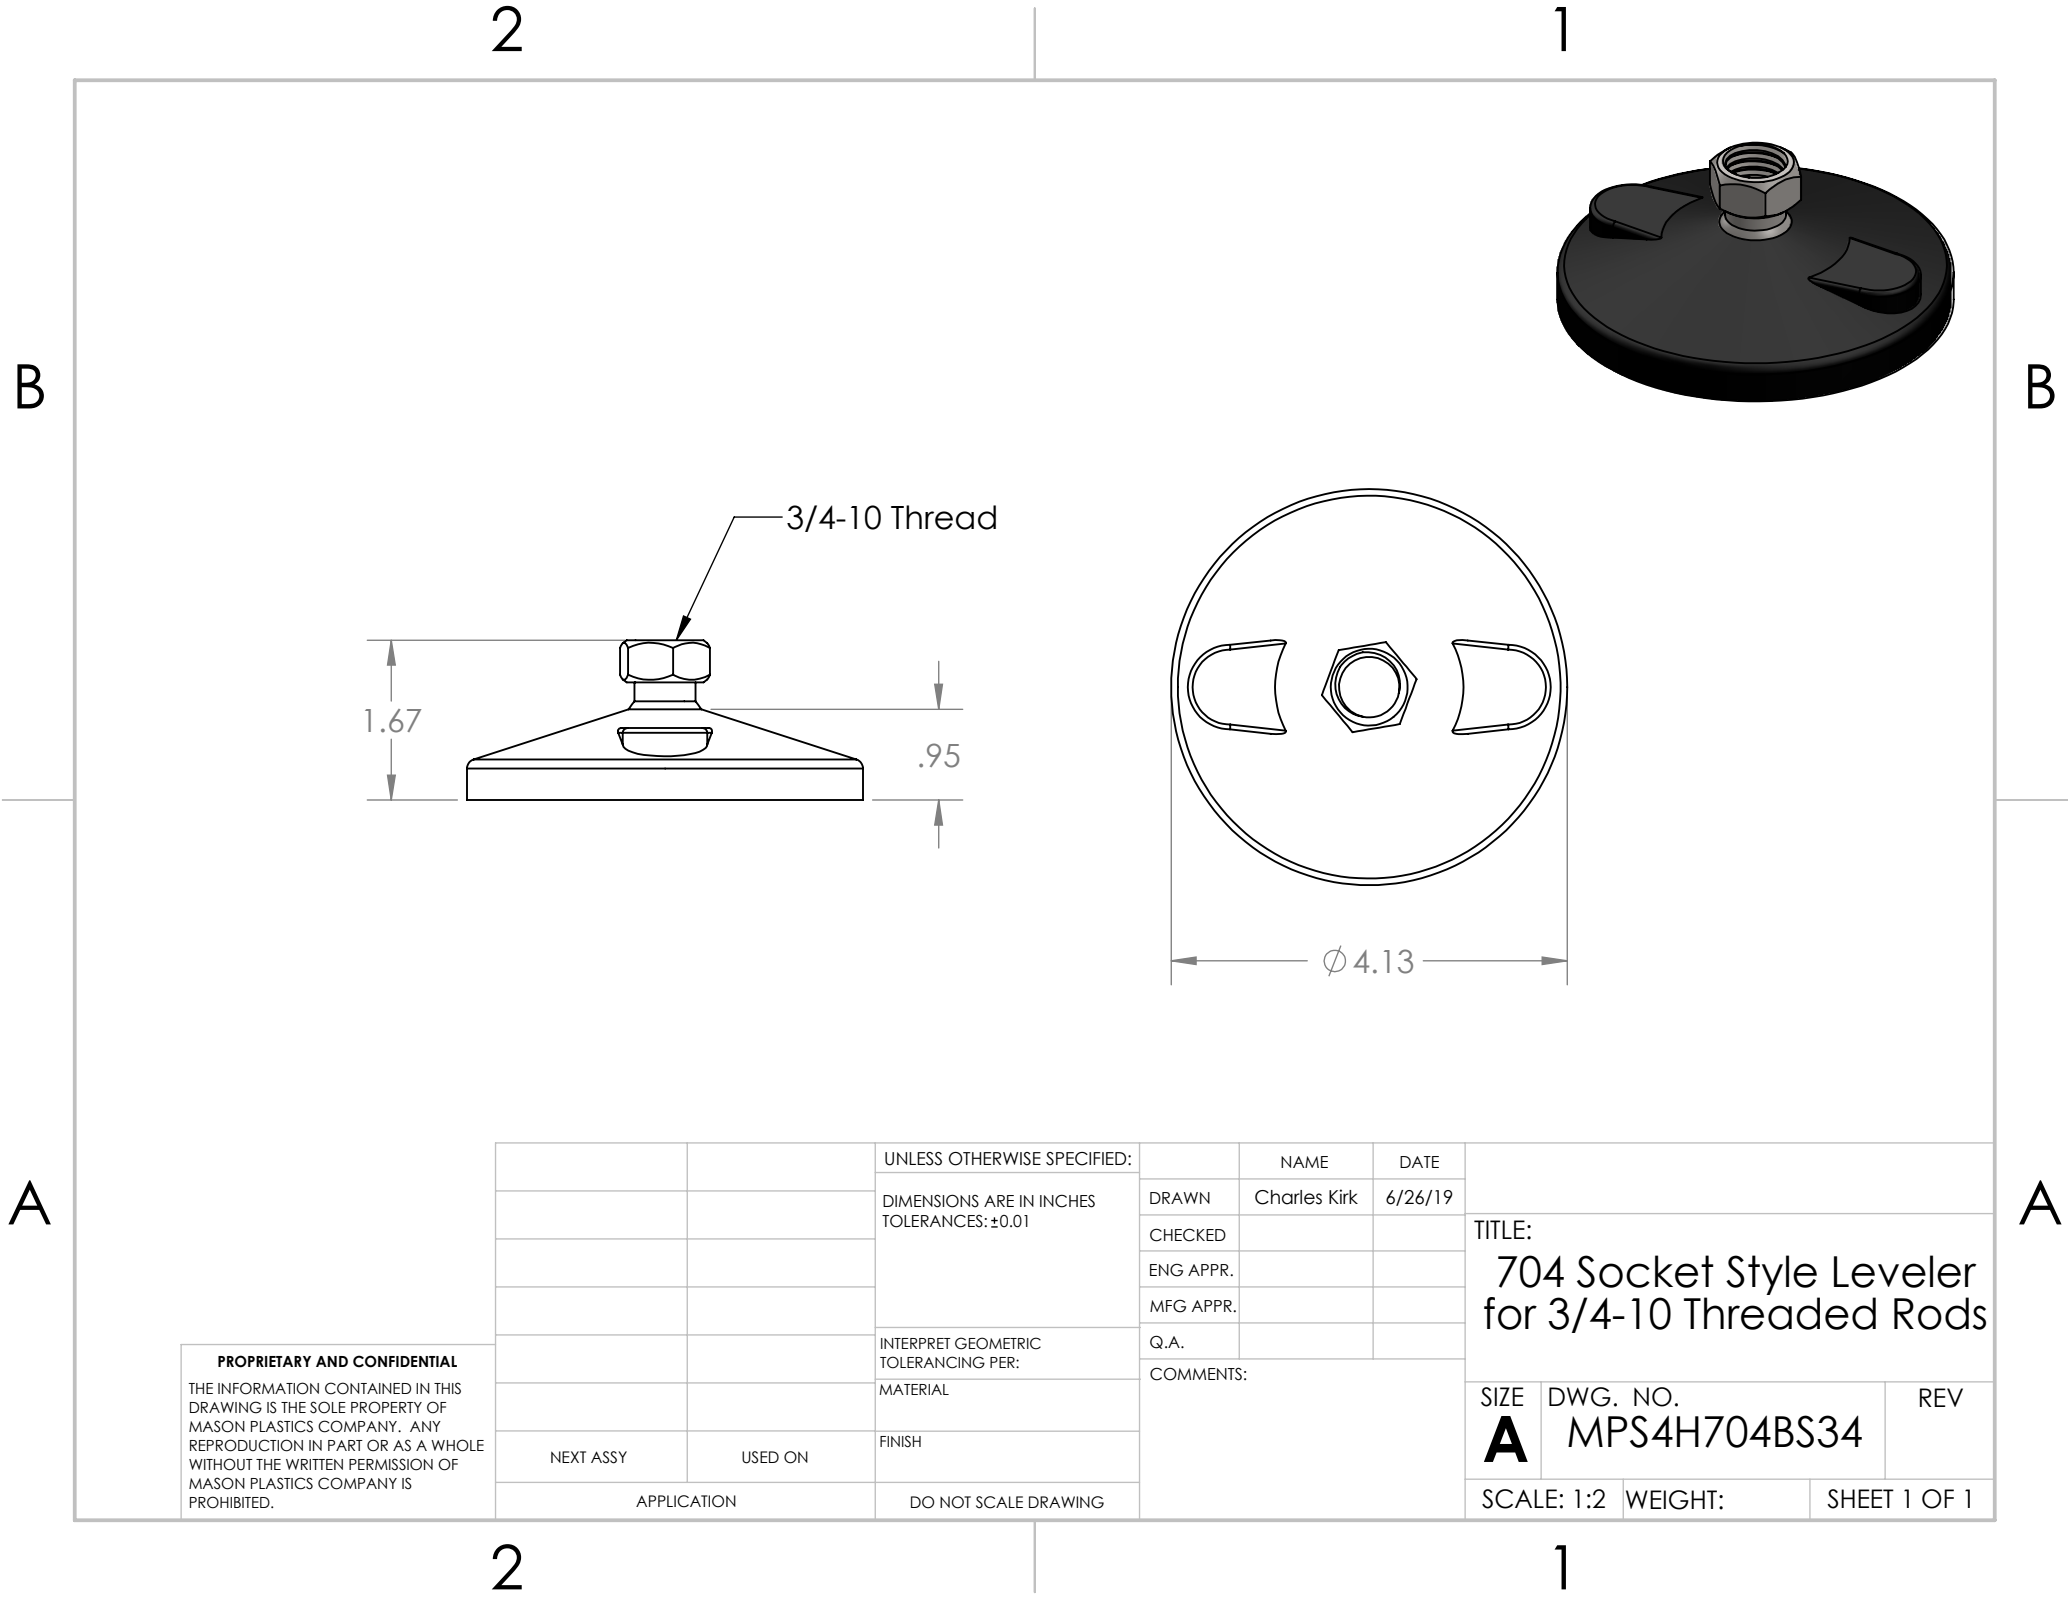 2
1
B
B
3/4-10 Thread
1.67
.95
⌀4.13
A
A
UNLESS OTHERWISE SPECIFIED:
DIMENSIONS ARE IN INCHES
TOLERANCES:±0.01
INTERPRET GEOMETRIC
TOLERANCING PER:
MATERIAL
FINISH
DO NOT SCALE DRAWING
NAME
DATE
DRAWN
Charles Kirk
6/26/19
CHECKED
ENG APPR.
MFG APPR.
Q.A.
COMMENTS:
TITLE:
704 Socket Style Leveler
for 3/4-10 Threaded Rods
SIZE
A
DWG. NO.
MPS4H704BS34
REV
SCALE: 1:2
WEIGHT:
SHEET 1 OF 1
PROPRIETARY AND CONFIDENTIAL
THE INFORMATION CONTAINED IN THIS
DRAWING IS THE SOLE PROPERTY OF
MASON PLASTICS COMPANY. ANY
REPRODUCTION IN PART OR AS A WHOLE
WITHOUT THE WRITTEN PERMISSION OF
MASON PLASTICS COMPANY IS
PROHIBITED.
NEXT ASSY
USED ON
APPLICATION
2
1